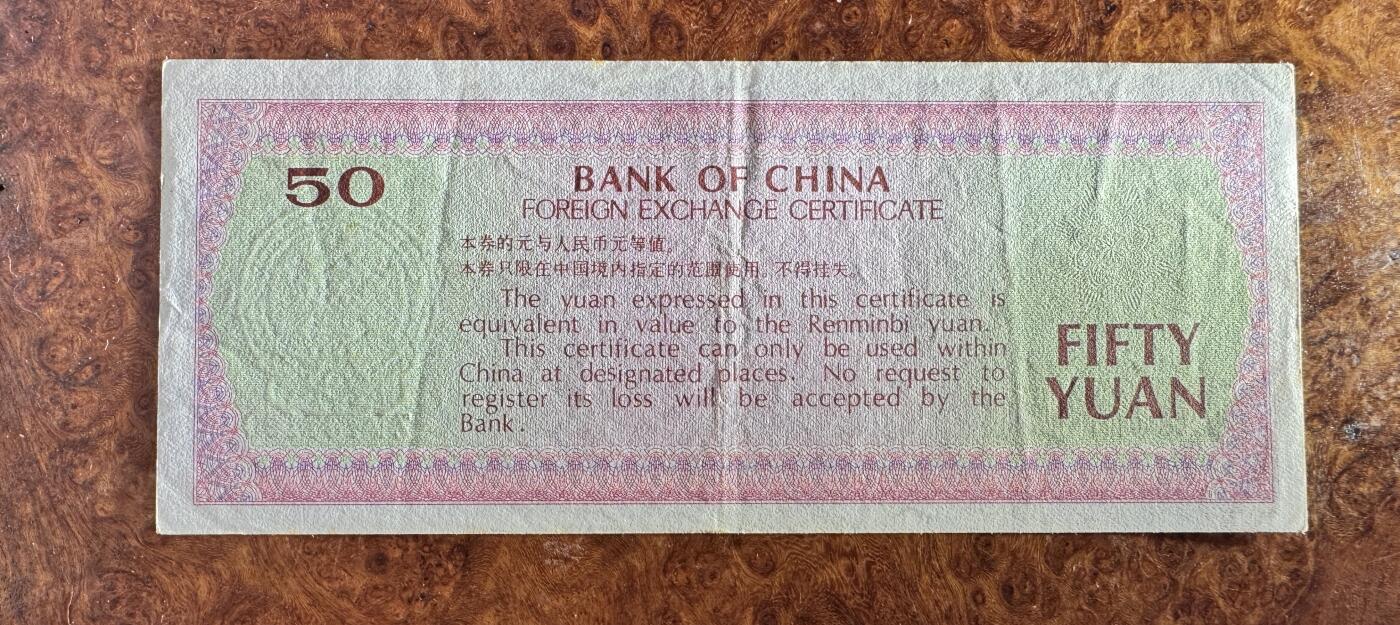 50
BANK OF CHINA
FOREIGN EXCHANGE CERTIFICATE
本券的元与人民币元等值。
本券只限在中国境内指定的范围使用，不得挂失。
The yuan expressed in this certificate is
equivalent in value to the Renminbi yuan.
This certificate can only be used within
China at designated places. No request to
register its loss will be accepted by the
Bank.
FIFTY
YUAN